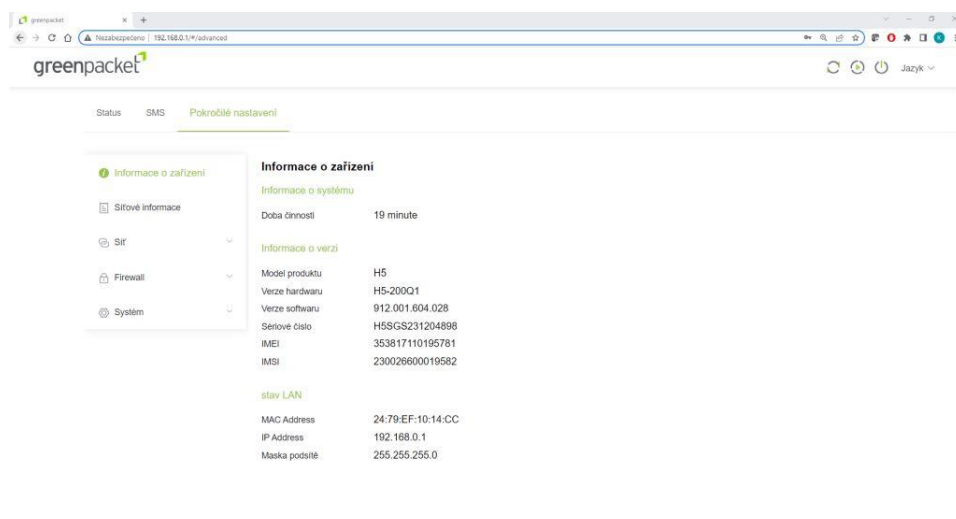 greenpacket
Nezabezpečeno | 192.168.0.1/#/advanced
greenpacket
Jazyk
Status SMS Pokročilé nastavení
Informace o zařízení
Síťové informace
Síť
Firewall
Systém
Informace o zařízení
Informace o systému
Doba činnosti 19 minute
Informace o verzi
Model produktu H5
Verze hardwaru H5-200Q1
Verze softwaru 912.001.604.028
Sériové číslo H5SGS231204898
IMEI 353817110195781
IMSI 230026600019582
stav LAN
MAC Address 24:79:EF:10:14:CC
IP Address 192.168.0.1
Maska podsítě 255.255.255.0